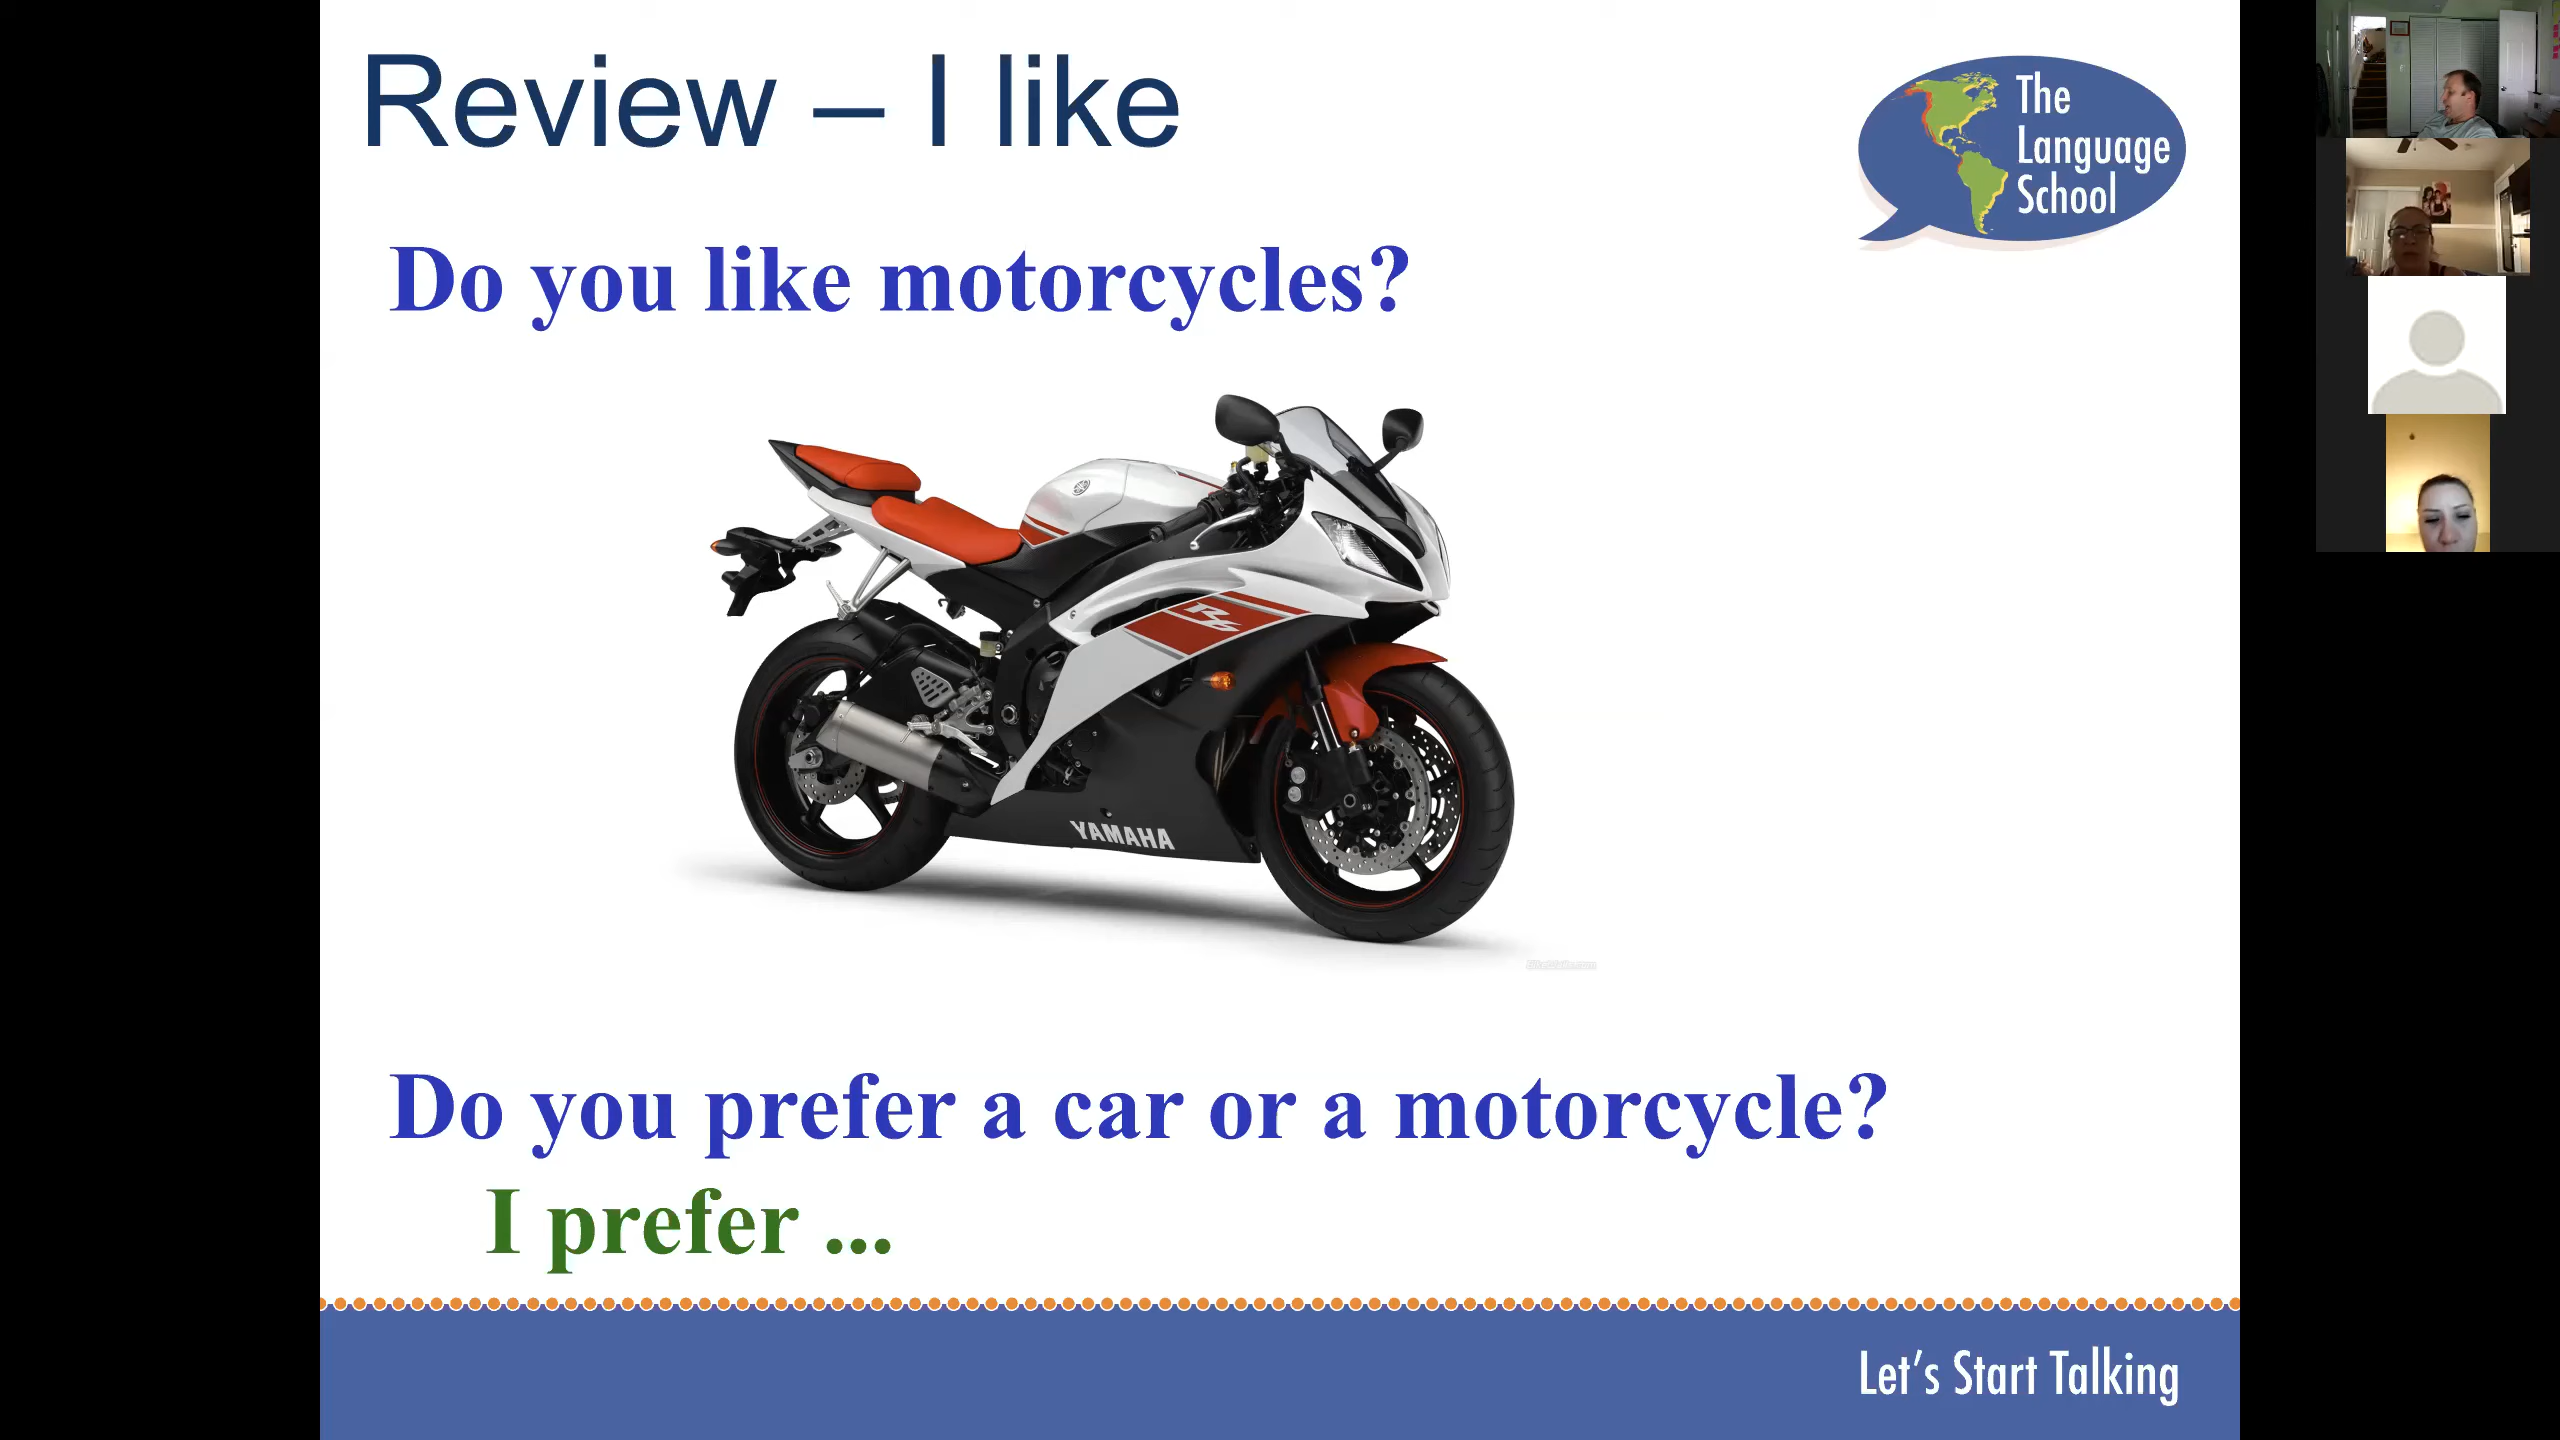 Review – I like
The
Language
School
Do you like motorcycles?
R6
YAMAHA
Do you prefer a car or a motorcycle?
I prefer ...
Let's Start Talking